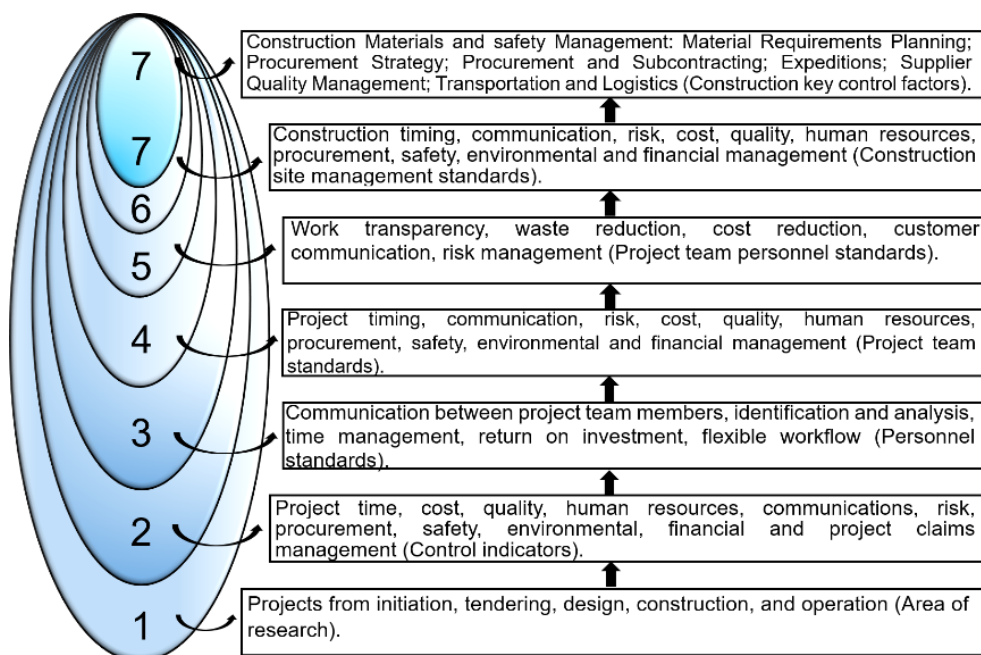 7
Construction Materials and safety Management: Material Requirements Planning;
Procurement Strategy; Procurement and Subcontracting; Expeditions; Supplier
Quality Management; Transportation and Logistics (Construction key control factors).
7
Construction timing, communication, risk, cost, quality, human resources,
procurement, safety, environmental and financial management (Construction
site management standards).
6
5
Work transparency, waste reduction, cost reduction, customer
communication, risk management (Project team personnel standards).
4
Project timing, communication, risk, cost, quality, human resources,
procurement, safety, environmental and financial management (Project team
standards).
3
Communication between project team members, identification and analysis,
time management, return on investment, flexible workflow (Personnel
standards).
2
Project time, cost, quality, human resources, communications, risk,
procurement, safety, environmental, financial and project claims
management (Control indicators).
1
Projects from initiation, tendering, design, construction, and operation (Area of
research).